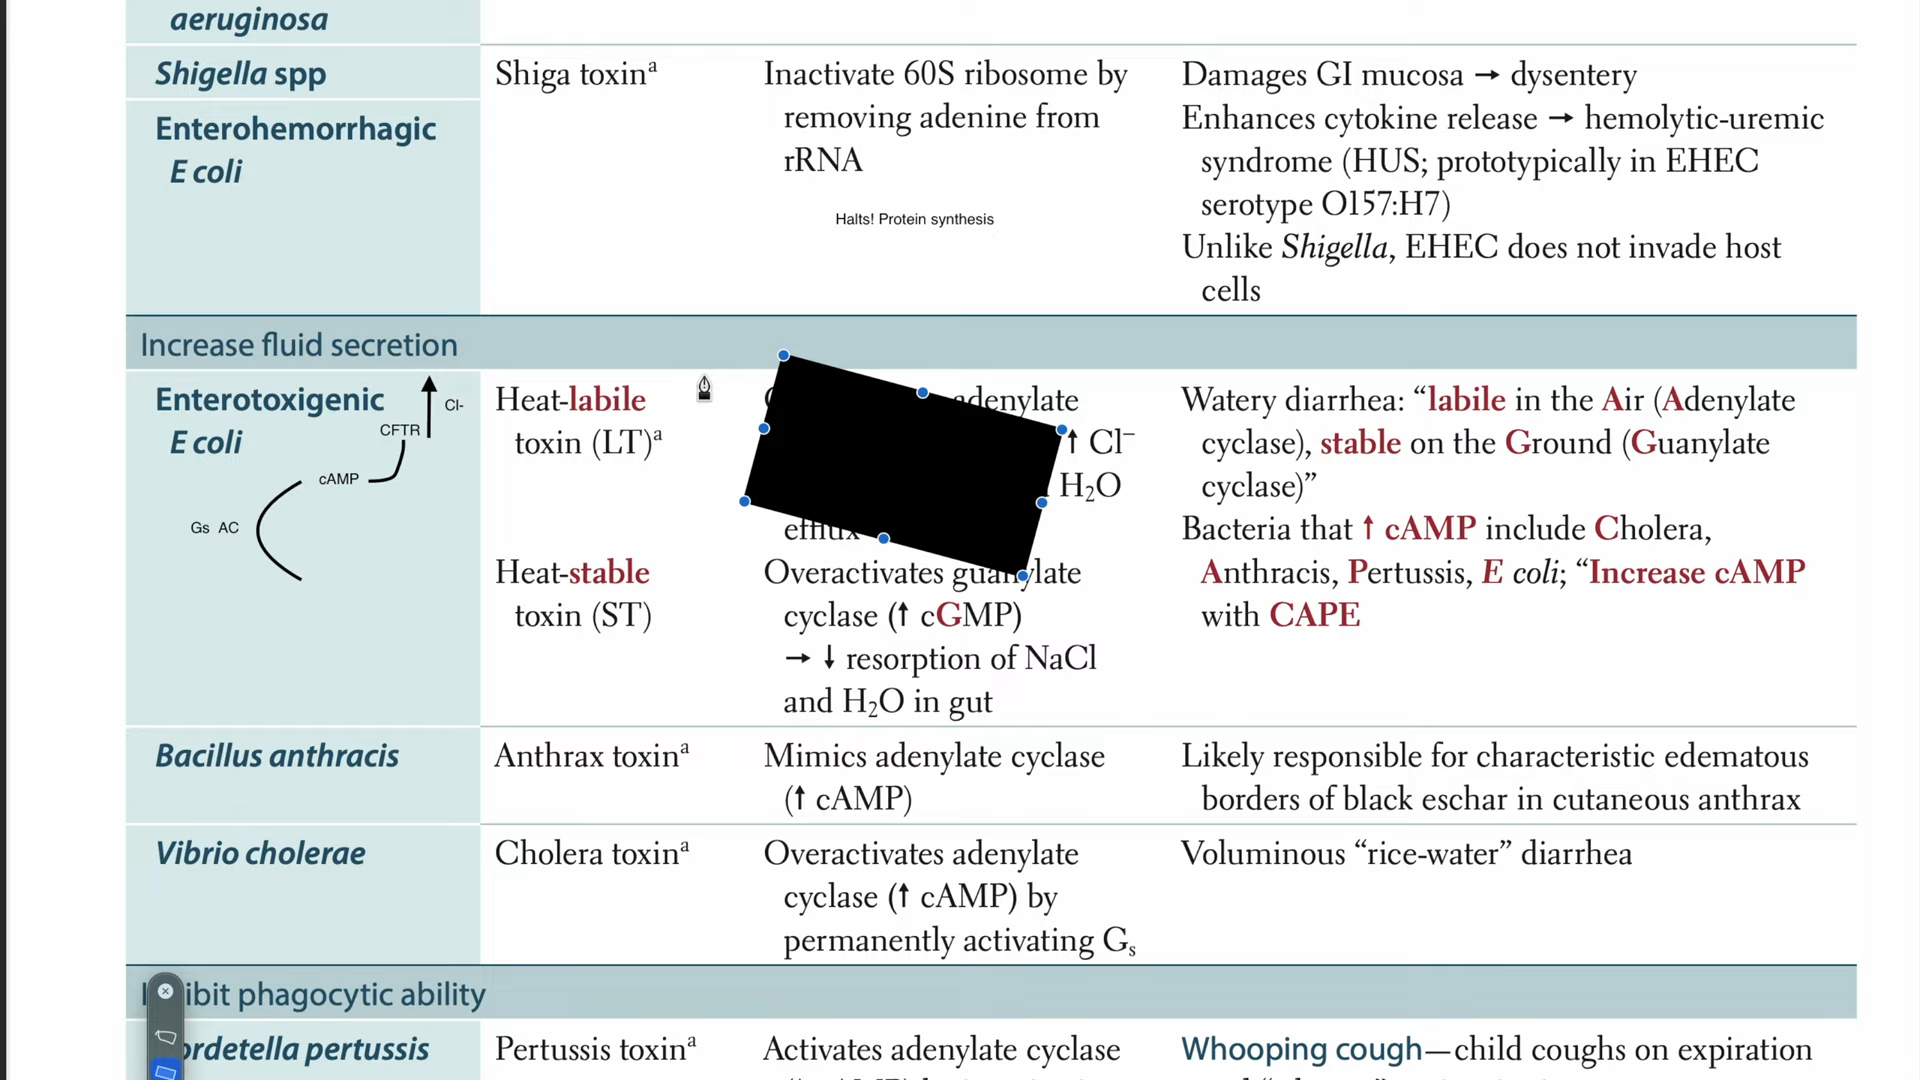 aeruginosa
Shigella spp
Shiga toxinᵃ
Inactivate 60S ribosome by
removing adenine from
rRNA
Halts! Protein synthesis
Damages GI mucosa → dysentery
Enhances cytokine release → hemolytic-uremic
syndrome (HUS; prototypically in EHEC
serotype O157:H7)
Unlike Shigella, EHEC does not invade host
cells
Enterohemorrhagic
E coli
Increase fluid secretion
Enterotoxigenic
E coli
Cl-
CFTR
cAMP
Gs AC
Heat-labile
toxin (LT)ᵃ
adenylate
↑ Cl⁻
H₂O
efflux
Watery diarrhea: “labile in the Air (Adenylate
cyclase), stable on the Ground (Guanylate
cyclase)”
Bacteria that ↑ cAMP include Cholera,
Anthracis, Pertussis, E coli; “Increase cAMP
with CAPE
Heat-stable
toxin (ST)
Overactivates guanylate
cyclase (↑ cGMP)
→ ↓ resorption of NaCl
and H₂O in gut
Bacillus anthracis
Anthrax toxinᵃ
Mimics adenylate cyclase
(↑ cAMP)
Likely responsible for characteristic edematous
borders of black eschar in cutaneous anthrax
Vibrio cholerae
Cholera toxinᵃ
Overactivates adenylate
cyclase (↑ cAMP) by
permanently activating Gₛ
Voluminous “rice-water” diarrhea
ibit phagocytic ability
ordetella pertussis
Pertussis toxinᵃ
Activates adenylate cyclase
Whooping cough—child coughs on expiration